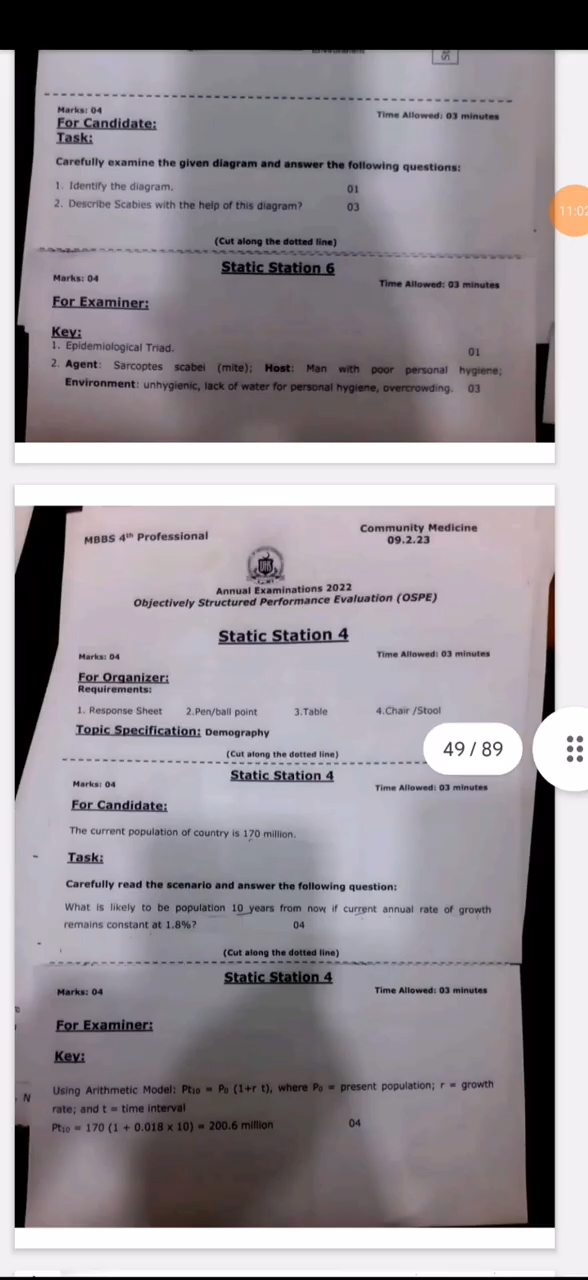 Marks: 04
Time Allowed: 03 minutes
For Candidate:
Task:
Carefully examine the given diagram and answer the following questions:
1. Identify the diagram. 01
2. Describe Scabies with the help of this diagram? 03
(Cut along the dotted line)
Static Station 6
Marks: 04
Time Allowed: 03 minutes
For Examiner:
Key:
1. Epidemiological Triad. 01
2. Agent: Sarcoptes scabei (mite); Host: Man with poor personal hygiene;
Environment: unhygienic, lack of water for personal hygiene, overcrowding. 03
11:02
MBBS 4th Professional
Community Medicine
09.2.23
Annual Examinations 2022
Objectively Structured Performance Evaluation (OSPE)
Static Station 4
Marks: 04
Time Allowed: 03 minutes
For Organizer:
Requirements:
1. Response Sheet 2.Pen/ball point 3.Table 4.Chair /Stool
Topic Specification: Demography
49 / 89
(Cut along the dotted line)
Static Station 4
Marks: 04
Time Allowed: 03 minutes
For Candidate:
The current population of country is 170 million.
Task:
Carefully read the scenario and answer the following question:
What is likely to be population 10 years from now if current annual rate of growth
remains constant at 1.8%? 04
(Cut along the dotted line)
Static Station 4
Marks: 04
Time Allowed: 03 minutes
For Examiner:
Key:
N
Using Arithmetic Model: Pt10 = P0 (1+r t), where P0 = present population; r = growth
rate; and t = time interval
Pt10 = 170 (1 + 0.018 x 10) = 200.6 million 04